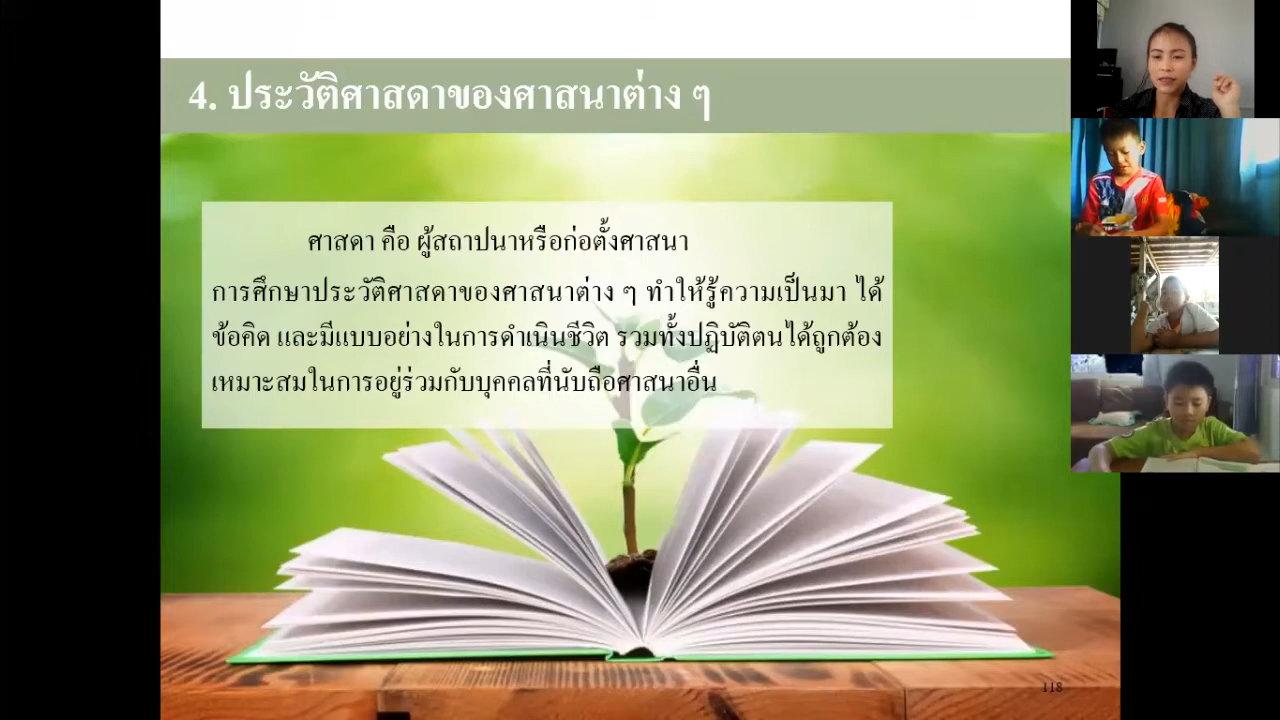 4. ประวัติศาสดาของศาสนาต่าง ๆ
ศาสดา คือ ผู้สถาปนาหรือก่อตั้งศาสนา
การศึกษาประวัติศาสดาของศาสนาต่าง ๆ ทำให้รู้ความเป็นมา ได้
ข้อคิด และมีแบบอย่างในการดำเนินชีวิต รวมทั้งปฏิบัติตนได้ถูกต้อง
เหมาะสมในการอยู่ร่วมกับบุคคลที่นับถือศาสนาอื่น
118